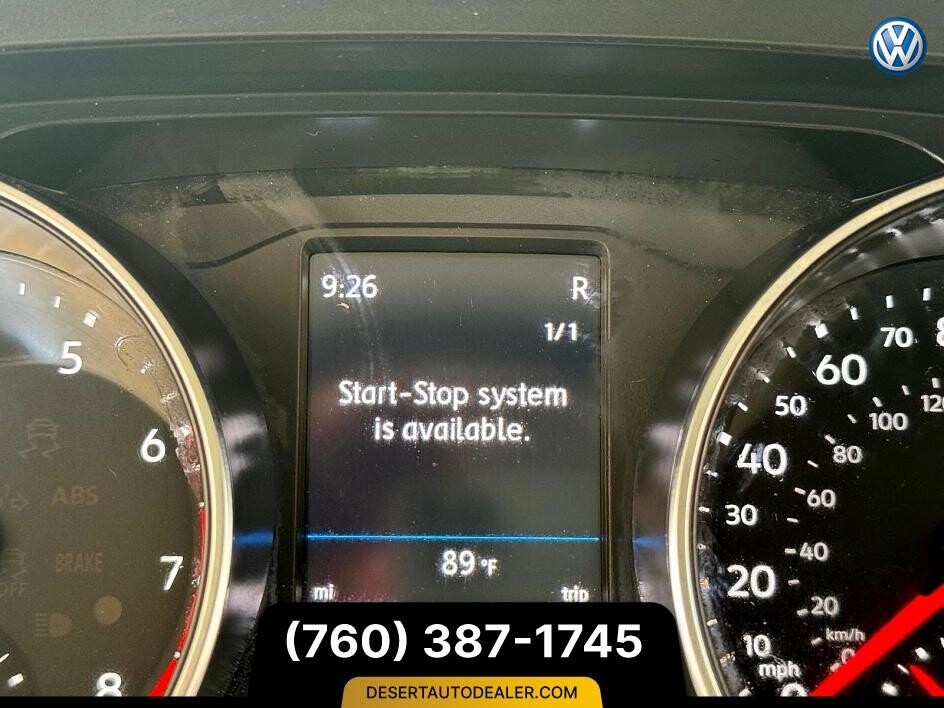 9:26 R
1/1
Start-Stop system
is available.
89 °F
mi trip
5
6
7
8
ABS
BRAKE
OFF
70
60
50
120
100
40
80
30
60
40
20
20
km/h
10
0
mph
0
(760) 387-1745
DESERTAUTODEALER.COM